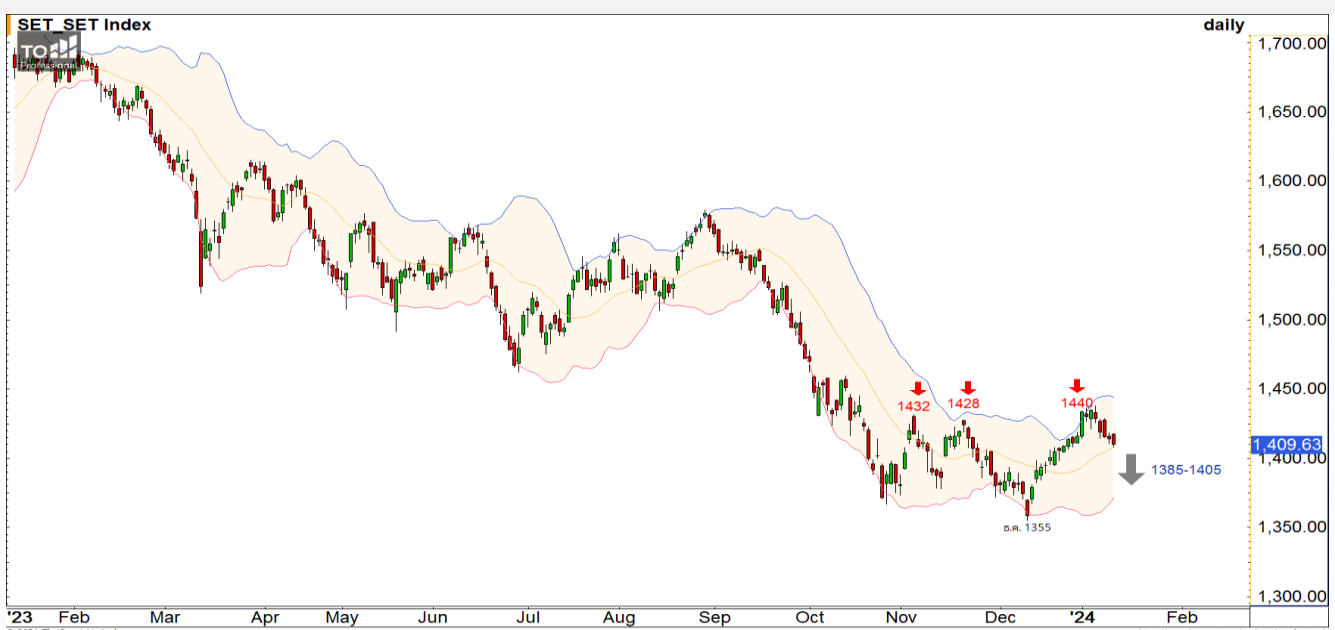 SET_SET Index
daily
TO
Professional
1,700.00
1,650.00
1,600.00
1,550.00
1,500.00
1,450.00
1432
1428
1440
1,409.63
1,400.00
1385-1405
1,350.00
ธ.ค. 1355
1,300.00
'23 Feb Mar Apr May Jun Jul Aug Sep Oct Nov Dec '24 Feb